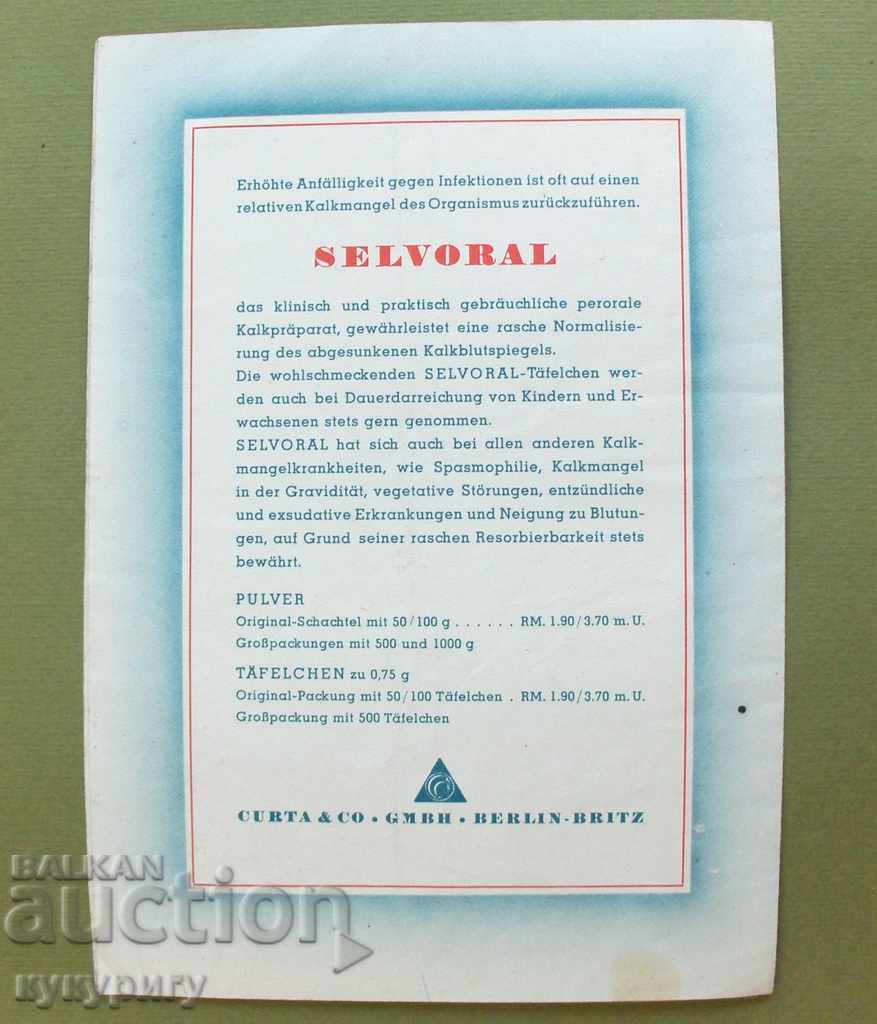 Erhöhte Anfälligkeit gegen Infektionen ist oft auf einen
relativen Kalkmangel des Organismus zurückzuführen.
SELVORAL
das klinisch und praktisch gebräuchliche perorale
Kalkpräparat, gewährleistet eine rasche Normalisie-
rung des abgesunkenen Kalkblutspiegels.
Die wohlschmeckenden SELVORAL-Täfelchen wer-
den auch bei Dauerdarreichung von Kindern und Er-
wachsenen stets gern genommen.
SELVORAL hat sich auch bei allen anderen Kalk-
mangelkrankheiten, wie Spasmophilie, Kalkmangel
in der Gravidität, vegetative Störungen, entzündliche
und exsudative Erkrankungen und Neigung zu Blutun-
gen, auf Grund seiner raschen Resorbierbarkeit stets
bewährt.
PULVER
Original-Schachtel mit 50/100 g . . . . . . RM. 1.90/3.70 m.U.
Großpackungen mit 500 und 1000 g
TÄFELCHEN zu 0,75 g
Original-Packung mit 50/100 Täfelchen . RM. 1.90/3.70 m.U.
Großpackung mit 500 Täfelchen
CURTA & CO • GMBH • BERLIN-BRITZ
BALKAN
auction
кукуригу